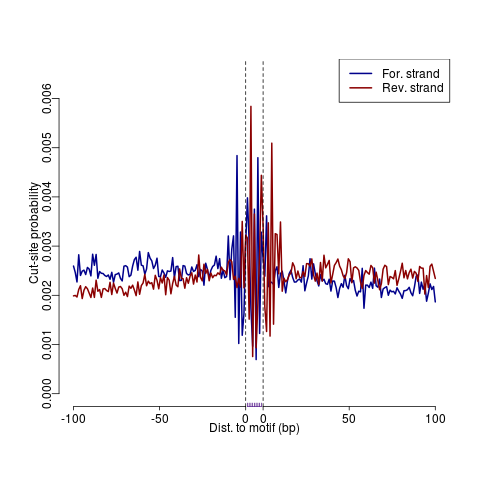 For. strand
Rev. strand
Cut-site probability
0.006
0.005
0.004
0.003
0.002
0.001
0.000
-100 -50 0 0 50 100
Dist. to motif (bp)